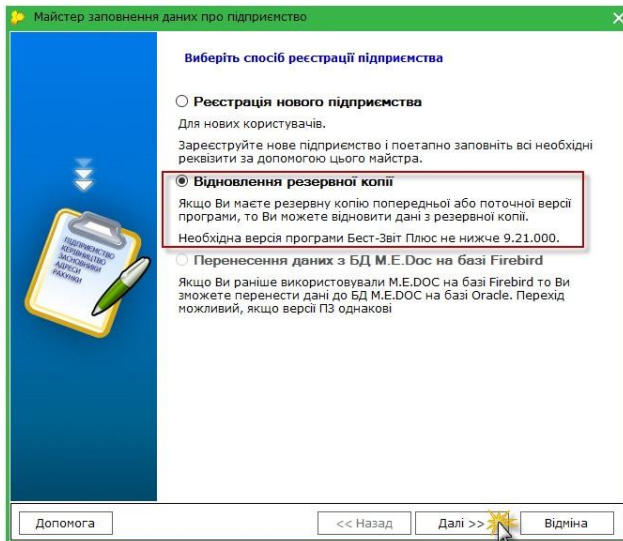 Майстер заповнення даних про підприємство
Виберіть спосіб реєстрації підприємства
Реєстрація нового підприємства
Для нових користувачів.
Зареєструйте нове підприємство і поетапно заповніть всі необхідні
реквізити за допомогою цього майстра.
Відновлення резервної копії
Якщо Ви маєте резервну копію попередньої або поточної версії
програми, то Ви можете відновити дані з резервної копії.
Необхідна версія програми Бест-Звіт Плюс не нижче 9.21.000.
Перенесення даних з БД M.E.Doc на базі Firebird
Якщо Ви раніше використовували M.E.DOC на базі Firebird то Ви
зможете перенести дані до БД M.E.DOC на базі Oracle. Перехід
можливий, якщо версії ПЗ однакові
ПІДПРИЄМСТВО
КЕРІВНИЦТВО
ЗАСНОВНИКИ
АДРЕСИ
РАХУНКИ
Допомога
<< Назад
Далі >>
Відміна